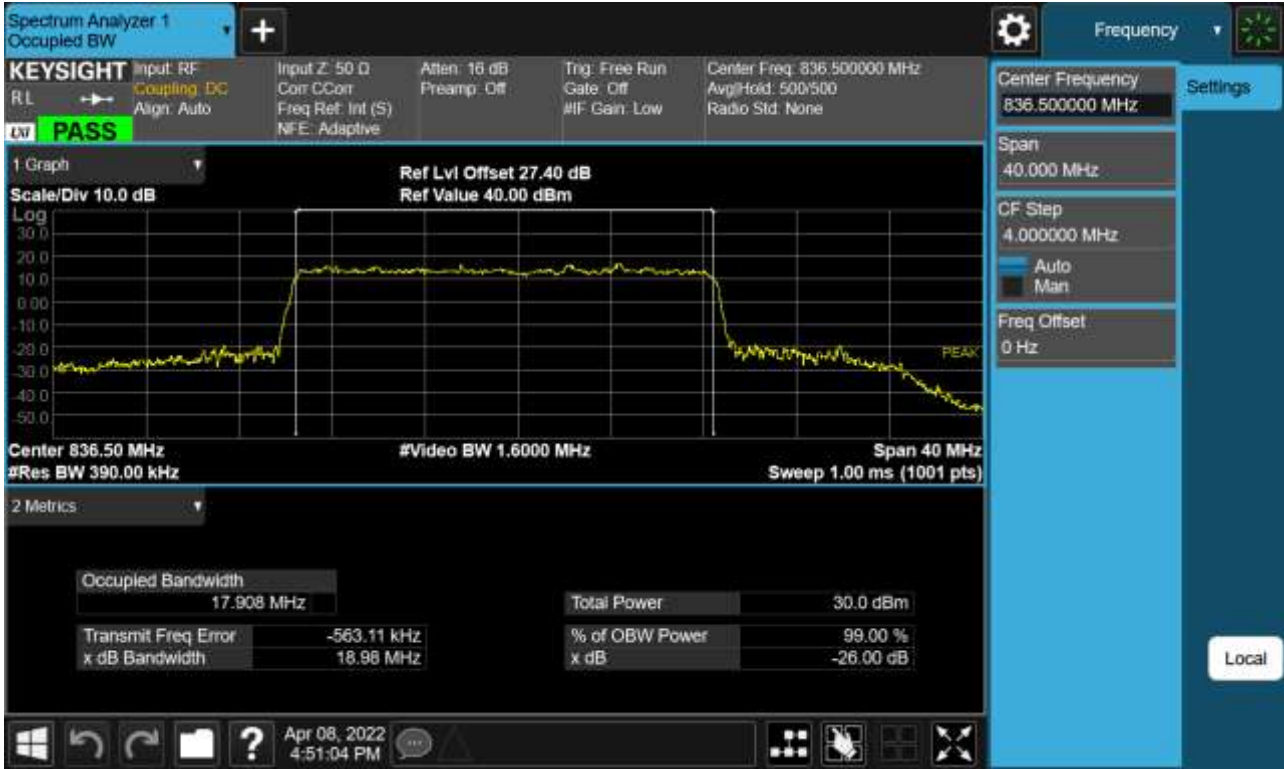 Spectrum Analyzer 1
Occupied BW
+
Frequency
KEYSIGHT
RL
LXI
PASS
Input: RF
Coupling: DC
Align: Auto
Input Z: 50 Ω
Corr CCorr
Freq Ref: Int (S)
NFE: Adaptive
Atten: 16 dB
Preamp: Off
Trig: Free Run
Gate: Off
#IF Gain: Low
Center Freq: 836.500000 MHz
Avg|Hold: 500/500
Radio Std: None
1 Graph
Scale/Div 10.0 dB
Ref Lvl Offset 27.40 dB
Ref Value 40.00 dBm
Log
30.0
20.0
10.0
0.00
-10.0
-20.0
-30.0
-40.0
-50.0
PEAK
Center 836.50 MHz
#Video BW 1.6000 MHz
Span 40 MHz
#Res BW 390.00 kHz
Sweep 1.00 ms (1001 pts)
2 Metrics
Occupied Bandwidth
17.908 MHz
Transmit Freq Error -563.11 kHz
x dB Bandwidth 18.98 MHz
Total Power 30.0 dBm
% of OBW Power 99.00 %
x dB -26.00 dB
Center Frequency
836.500000 MHz
Span
40.000 MHz
CF Step
4.000000 MHz
Auto
Man
Freq Offset
0 Hz
Settings
Local
?
Apr 08, 2022
4:51:04 PM